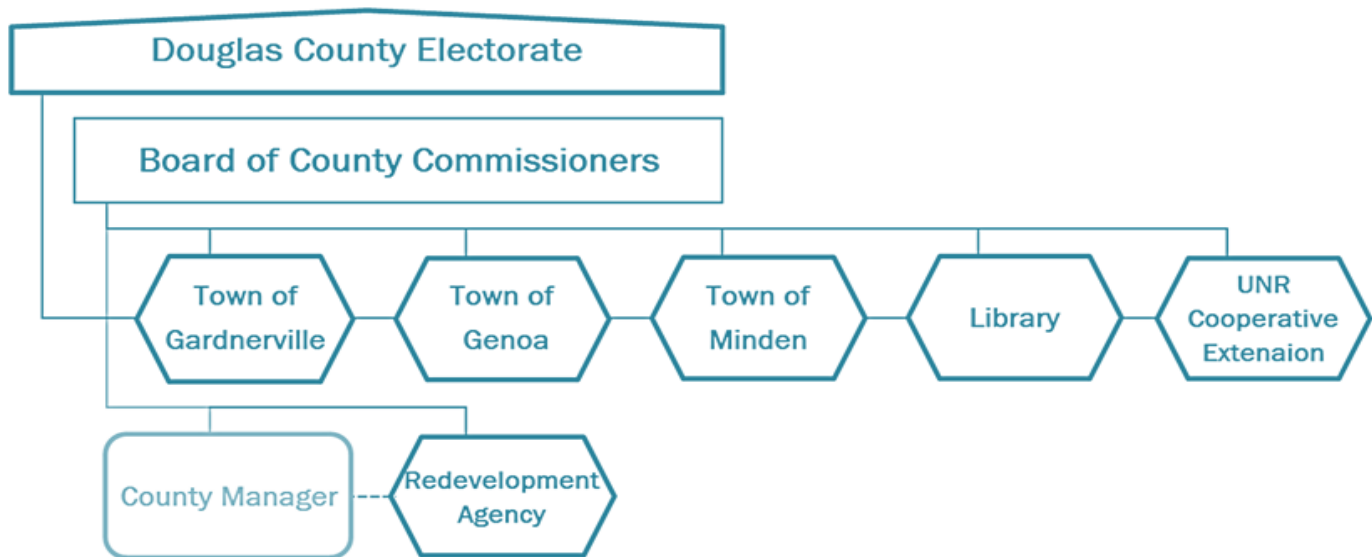 Douglas County Electorate
Board of County Commissioners
Town of
Gardnerville
Town of
Genoa
Town of
Minden
Library
UNR
Cooperative
Extenaion
County Manager
Redevelopment
Agency